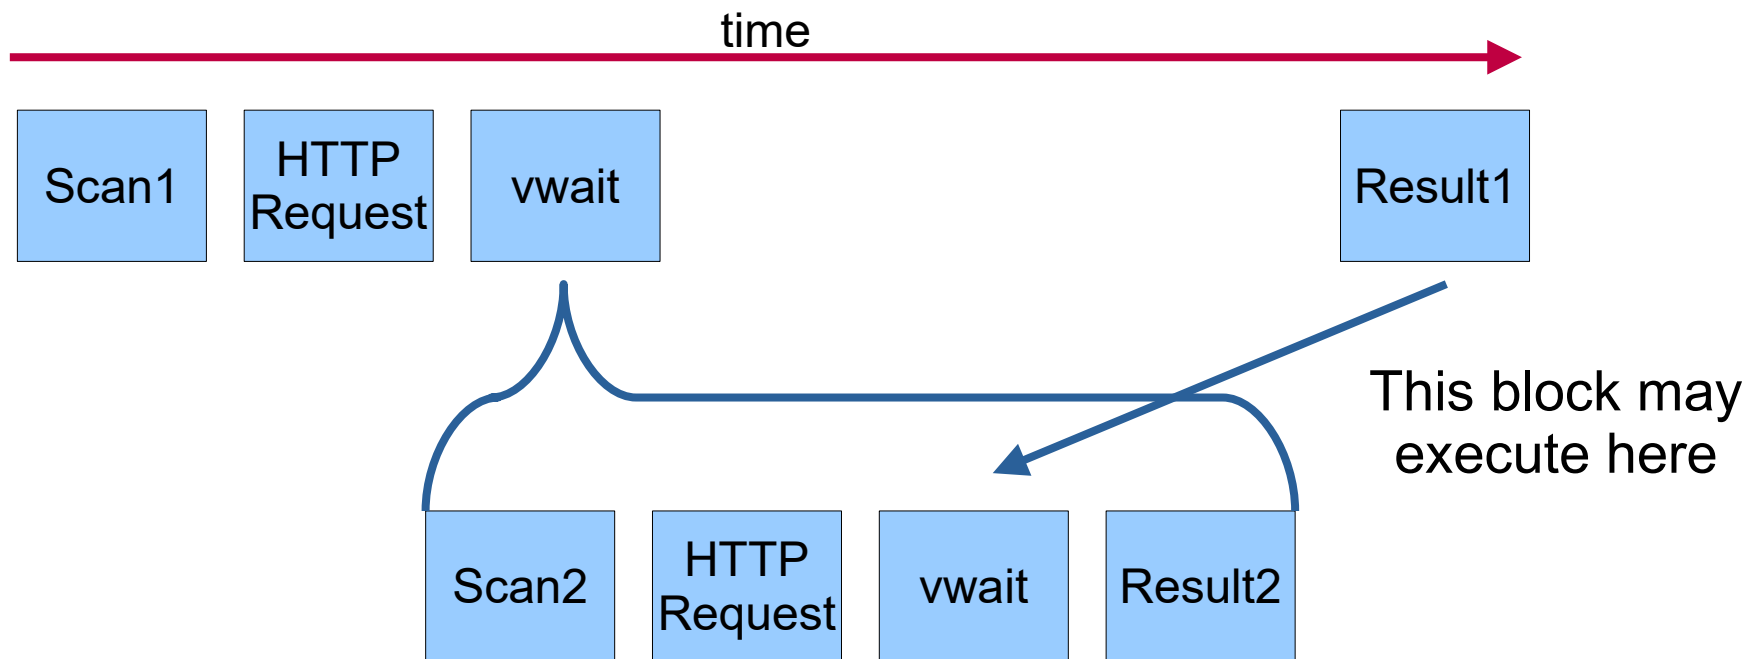 time
Scan1
HTTP
Request
vwait
Result1
This block may
execute here
Scan2
HTTP
Request
vwait
Result2